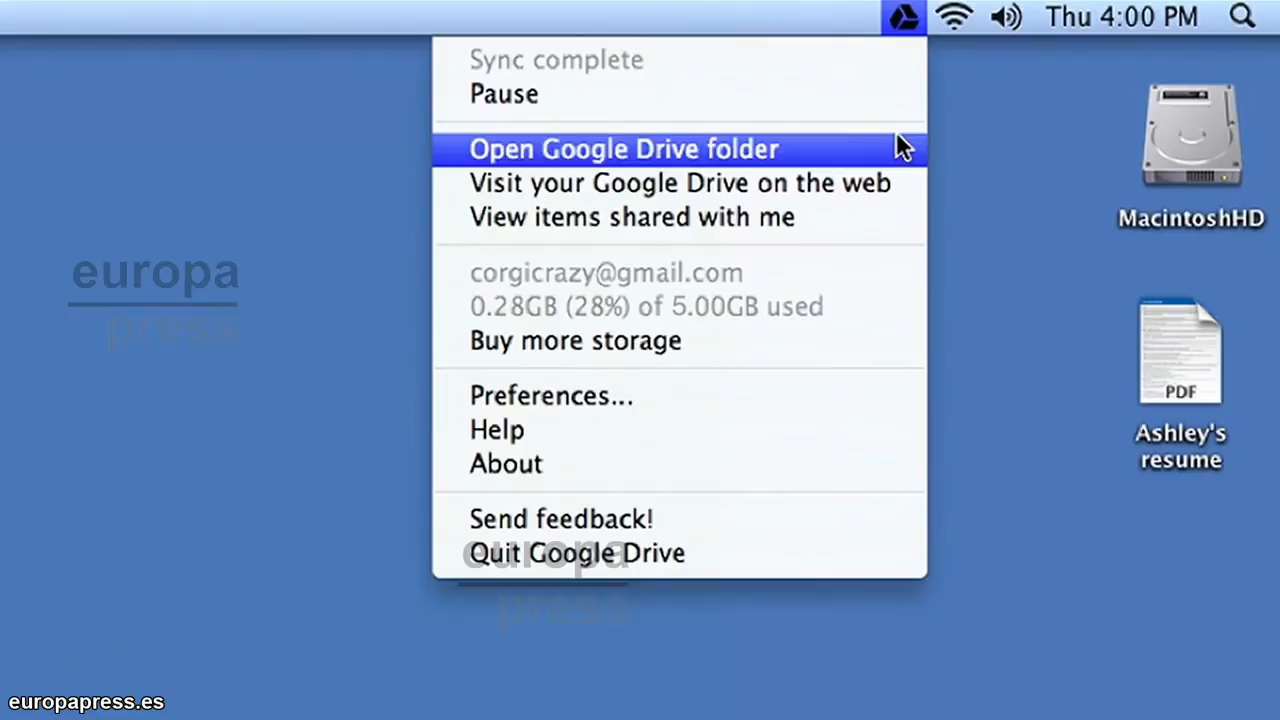 Thu 4:00 PM
Sync complete
Pause
Open Google Drive folder
Visit your Google Drive on the web
View items shared with me
corgicrazy@gmail.com
0.28GB (28%) of 5.00GB used
Buy more storage
Preferences...
Help
About
Send feedback!
Quit Google Drive
MacintoshHD
PDF
Ashley's
resume
europa
press
europa
press
europapress.es